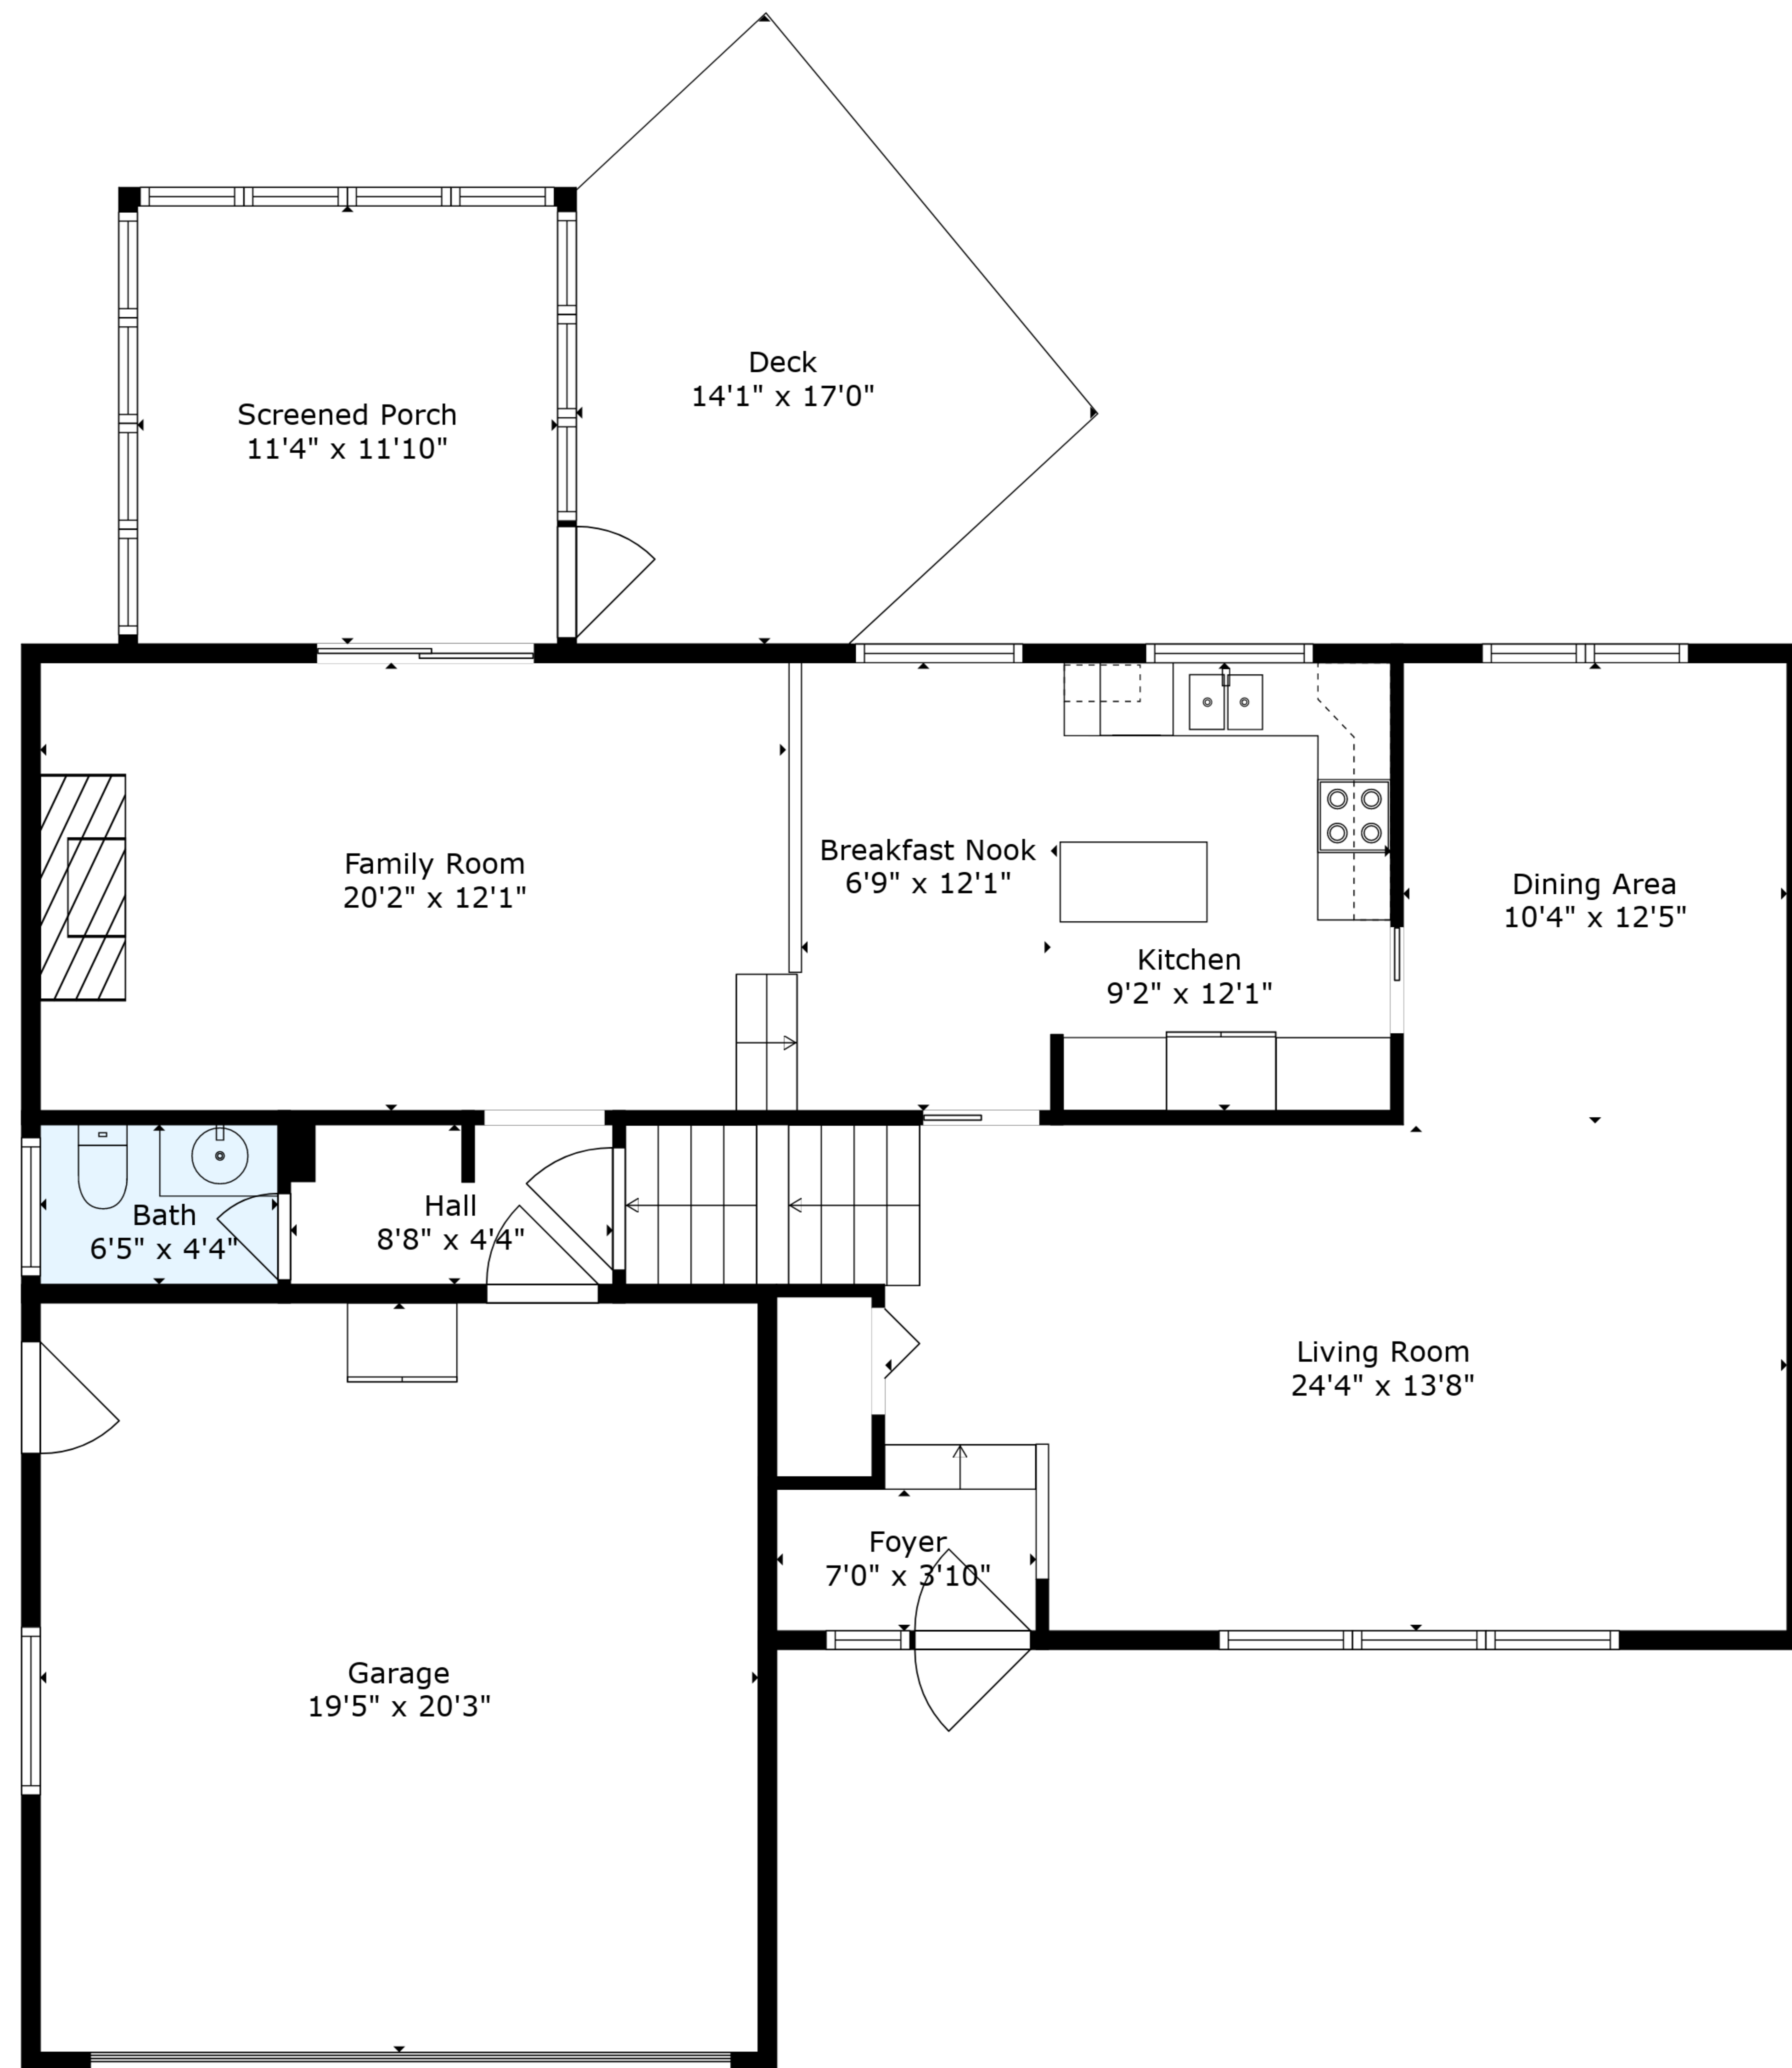 Deck
14'1" x 17'0"
Screened Porch
11'4" x 11'10"
Family Room
20'2" x 12'1"
Breakfast Nook
6'9" x 12'1"
Kitchen
9'2" x 12'1"
Dining Area
10'4" x 12'5"
Bath
6'5" x 4'4"
Hall
8'8" x 4'4"
Living Room
24'4" x 13'8"
Foyer
7'0" x 3'10"
Garage
19'5" x 20'3"